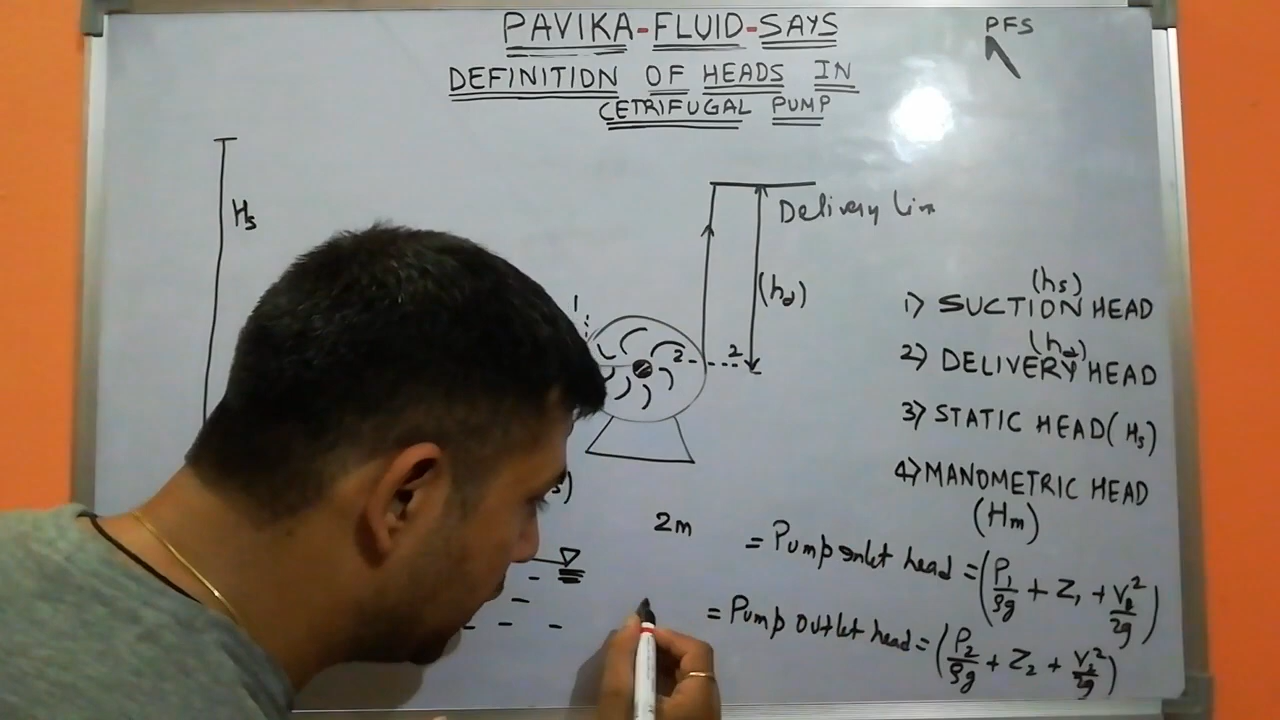 PAVIKA-FLUID-SAYS
PFS
DEFINITION OF HEADS IN
CETRIFUGAL PUMP
Hs
Delivery
(hd)
1
2- -...2
(hs)
1) SUCTION HEAD
(hd)
2) DELIVERY HEAD
3) STATIC HEAD (Hs)
4) MANOMETRIC HEAD
(Hm)
2m
= Pump inlet head = (P1/ρg + Z1 + V1²/2g)
= Pump outlet head = (P2/ρg + Z2 + V2²/2g)